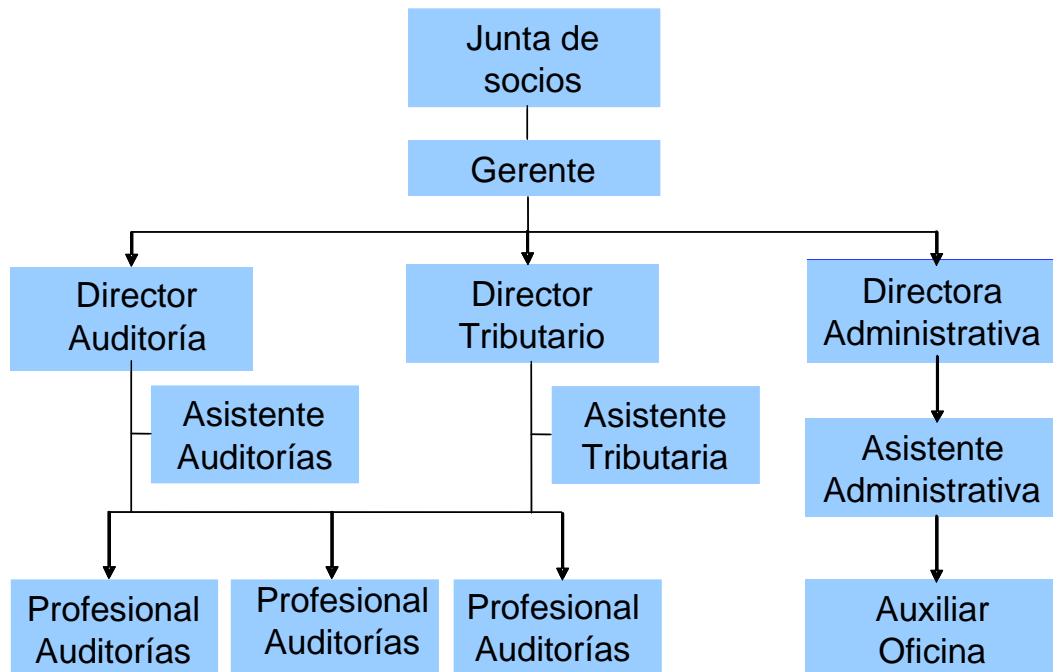 Junta de
socios
Gerente
Director
Auditoría
Director
Tributario
Directora
Administrativa
Asistente
Auditorías
Asistente
Tributaria
Asistente
Administrativa
Profesional
Auditorías
Profesional
Auditorías
Profesional
Auditorías
Auxiliar
Oficina